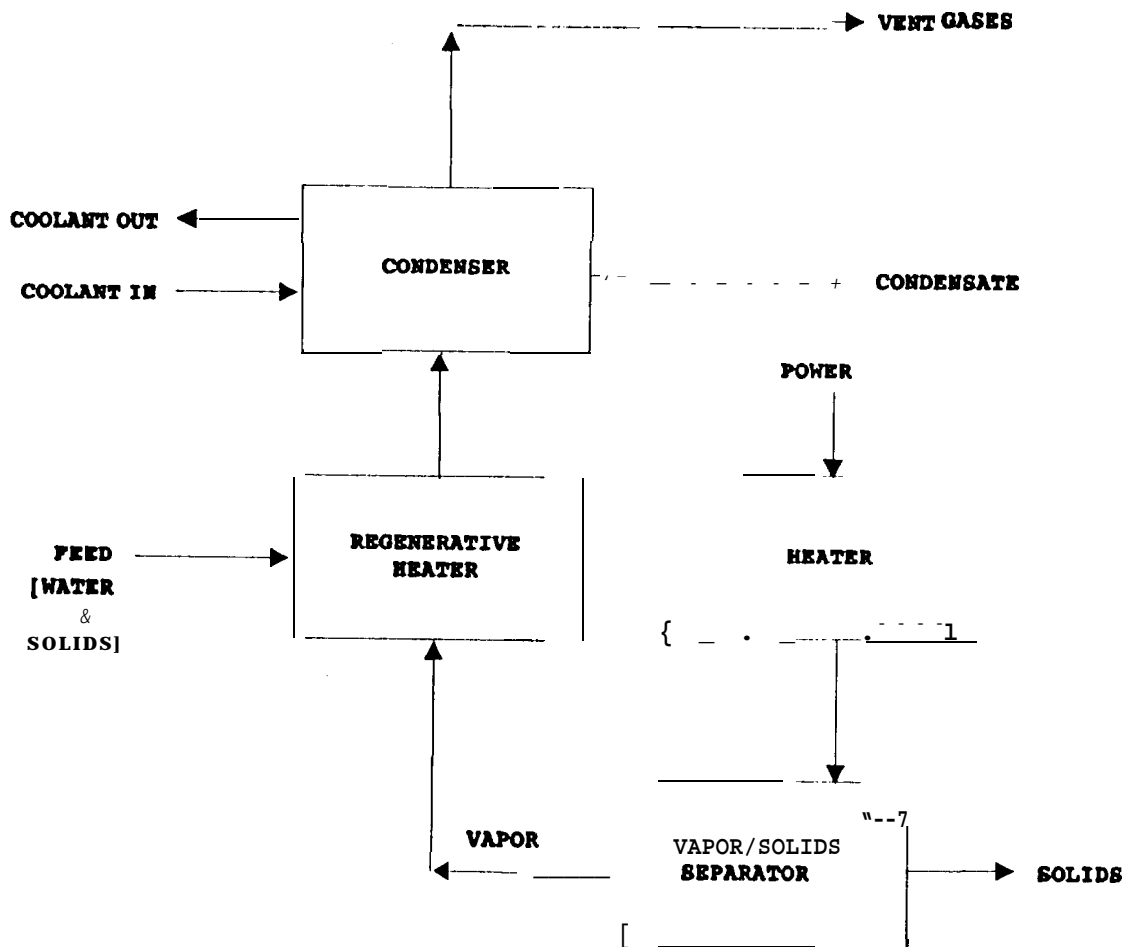 VENT GASES
COOLANT OUT
CONDENSER
COOLANT IN
CONDENSATE
POWER
FEED
[WATER
&
SOLIDS]
REGENERATIVE
HEATER
HEATER
VAPOR
VAPOR/SOLIDS
SEPARATOR
SOLIDS